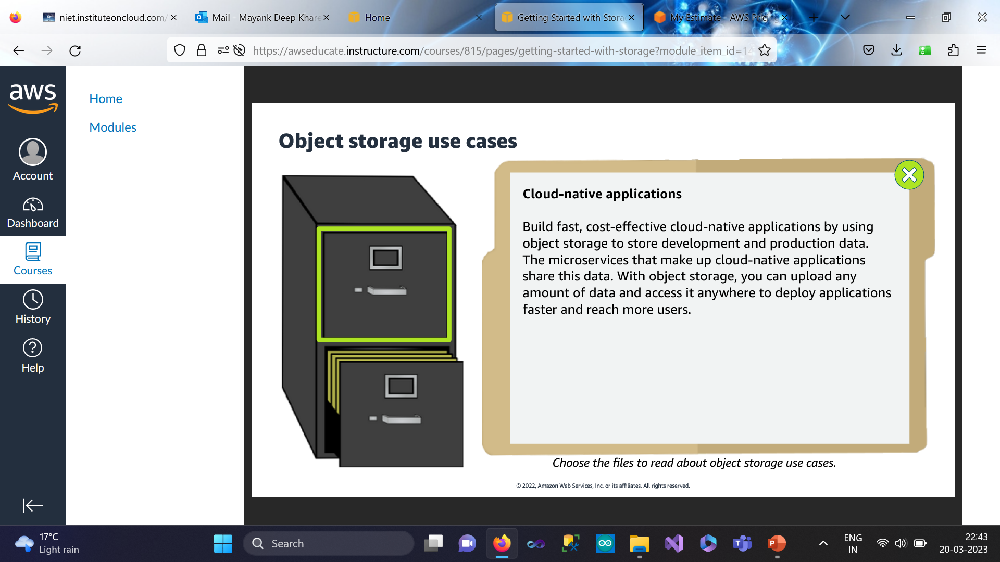 niet.instituteoncloud.com/
Mail - Mayank Deep Khare
Home
Getting Started with Stora
My Estimate - AWS Pricing
https://awseducate.instructure.com/courses/815/pages/getting-started-with-storage?module_item_id=14
aws
Account
Dashboard
Courses
History
Help
Home
Modules
Object storage use cases
Cloud-native applications
Build fast, cost-effective cloud-native applications by using
object storage to store development and production data.
The microservices that make up cloud-native applications
share this data. With object storage, you can upload any
amount of data and access it anywhere to deploy applications
faster and reach more users.
Choose the files to read about object storage use cases.
© 2022, Amazon Web Services, Inc. or its affiliates. All rights reserved.
17°C
Light rain
Search
ENG
IN
22:43
20-03-2023